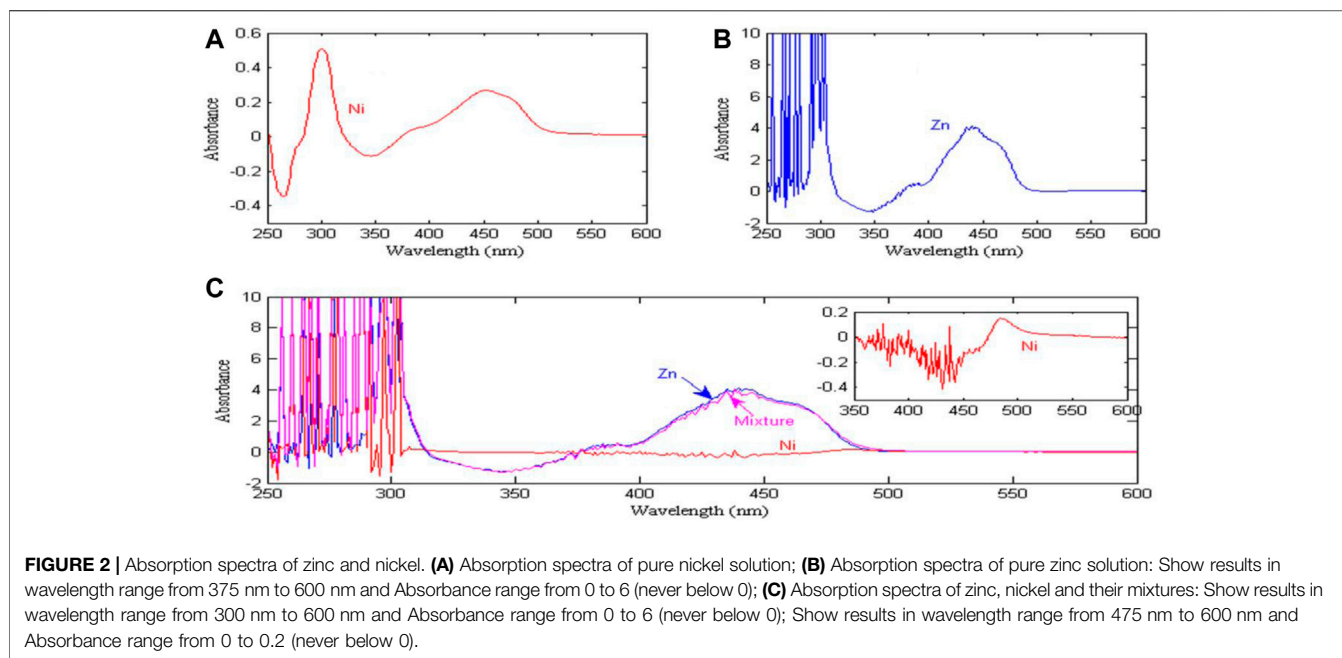 A
0.6
0.4
0.2
0
-0.2
-0.4
Absorbance
Ni
250 300 350 400 450 500 550 600
Wavelength (nm)
B
10
8
6
4
2
0
-2
Absorbance
Zn
250 300 350 400 450 500 550 600
Wavelength (nm)
C
10
8
6
4
2
0
-2
Absorbance
Zn
Mixture
Ni
250 300 350 400 450 500 550 600
Wavelength (nm)
0.2
0
-0.2
-0.4
Ni
350 400 450 500 550 600
FIGURE 2 | Absorption spectra of zinc and nickel. (A) Absorption spectra of pure nickel solution; (B) Absorption spectra of pure zinc solution: Show results in
wavelength range from 375 nm to 600 nm and Absorbance range from 0 to 6 (never below 0); (C) Absorption spectra of zinc, nickel and their mixtures: Show results in
wavelength range from 300 nm to 600 nm and Absorbance range from 0 to 6 (never below 0); Show results in wavelength range from 475 nm to 600 nm and
Absorbance range from 0 to 0.2 (never below 0).